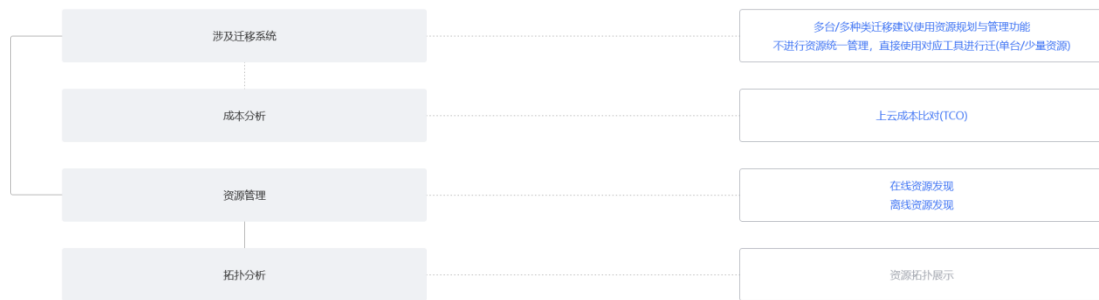 涉及迁移系统
多台/多种类迁移建议使用资源规划与管理功能
不进行资源统一管理，直接使用对应工具进行迁(单台/少量资源)
成本分析
上云成本比对(TCO)
资源管理
在线资源发现
离线资源发现
拓扑分析
资源拓扑展示